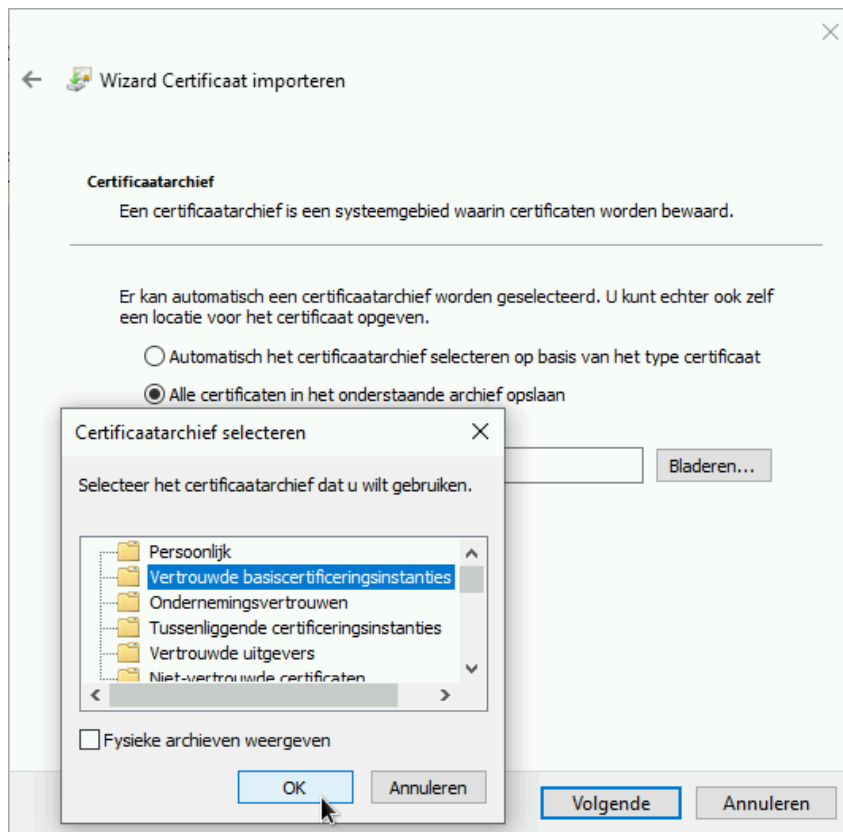 Wizard Certificaat importeren
Certificaatarchief
Een certificaatarchief is een systeemgebied waarin certificaten worden bewaard.
Er kan automatisch een certificaatarchief worden geselecteerd. U kunt echter ook zelf
een locatie voor het certificaat opgeven.
Automatisch het certificaatarchief selecteren op basis van het type certificaat
Alle certificaten in het onderstaande archief opslaan
Bladeren...
Certificaatarchief selecteren
Selecteer het certificaatarchief dat u wilt gebruiken.
Persoonlijk
Vertrouwde basiscertificeringsinstanties
Ondernemingsvertrouwen
Tussenliggende certificeringsinstanties
Vertrouwde uitgevers
Niet-vertrouwde certificaten
Fysieke archieven weergeven
OK
Annuleren
Volgende
Annuleren